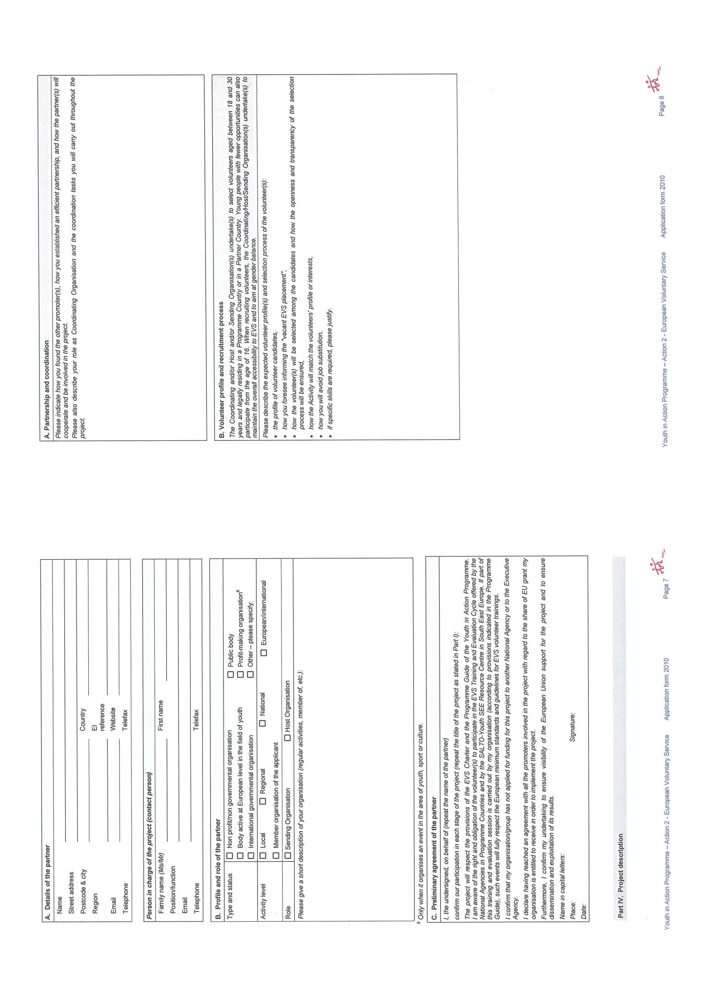 A. Details of the partner
Name
Street address
Postcode & city Country
Region EI reference
Email Website
Telephone Telefax
Person in charge of the project (contact person)
Family name (Ms/Mr) First name
Position/function
Email
Telephone Telefax
B. Profile and role of the partner
Type and status ☐ Non profit/non governmental organisation ☐ Public body
☐ Body active at European level in the field of youth ☐ Profit-making organisation⁶
☐ International governmental organisation ☐ Other – please specify:
Activity level ☐ Local ☐ Regional ☐ National ☐ European/international
☐ Member organisation of the applicant
Role ☐ Sending Organisation ☐ Host Organisation
Please give a short description of your organisation (regular activities, member of, etc.):
⁶ Only when it organises an event in the area of youth, sport or culture.
C. Preliminary agreement of the partner
I, the undersigned, on behalf of (repeat the name of the partner)
confirm our participation in each stage of the project (repeat the title of the project as stated in Part I):
The project will respect the provisions of the EVS Charter and the Programme Guide of the Youth in Action Programme.
I am aware of the right and obligation of the volunteer(s) to participate in the EVS Training and Evaluation Cycle offered by the
National Agencies in Programme Countries and by the SALTO-Youth SEE Resource Centre in South East Europe. If part of
this training and evaluation session is carried out by my organisation (according to provisions indicated in the Programme
Guide), such events will fully respect the European minimum standards and guidelines for EVS volunteer trainings.
I confirm that my organisation/group has not applied for funding for this project to another National Agency or to the Executive
Agency.
I declare having reached an agreement with all the promoters involved in the project with regard to the share of EU grant my
organisation is entitled to receive in order to implement the project.
Furthermore, I confirm my undertaking to ensure visibility of the European Union support for the project and to ensure
dissemination and exploitation of its results.
Name in capital letters:
Place: Signature:
Date:
Part IV. Project description
Youth in Action Programme – Action 2 - European Voluntary Service Application form 2010 Page 7
A. Partnership and coordination
Please indicate how you found the other promoter(s), how you established an efficient partnership, and how the partner(s) will
cooperate and be involved in the project.
Please also describe your role as Coordinating Organisation and the coordination tasks you will carry out throughout the
project.
B. Volunteer profile and recruitment process
The Coordinating and/or Host and/or Sending Organisation(s) undertake(s) to select volunteers aged between 18 and 30
years and legally residing in a Programme Country or in a Partner Country. Young people with fewer opportunities can also
participate from the age of 16. When recruiting volunteers, the Coordinating/Host/Sending Organisation(s) undertake(s) to
maintain the overall accessibility to EVS and to aim at gender balance.
Please describe the expected volunteer profile(s) and selection process of the volunteer(s):
• the profile of volunteer candidates,
• how you foresee informing the "vacant EVS placement",
• how the volunteer(s) will be selected among the candidates and how the openness and transparency of the selection
process will be ensured,
• how the Activity will match the volunteers' profile or interests,
• how you will avoid job substitution,
• if specific skills are required, please justify.
Youth in Action Programme – Action 2 - European Voluntary Service Application form 2010 Page 8